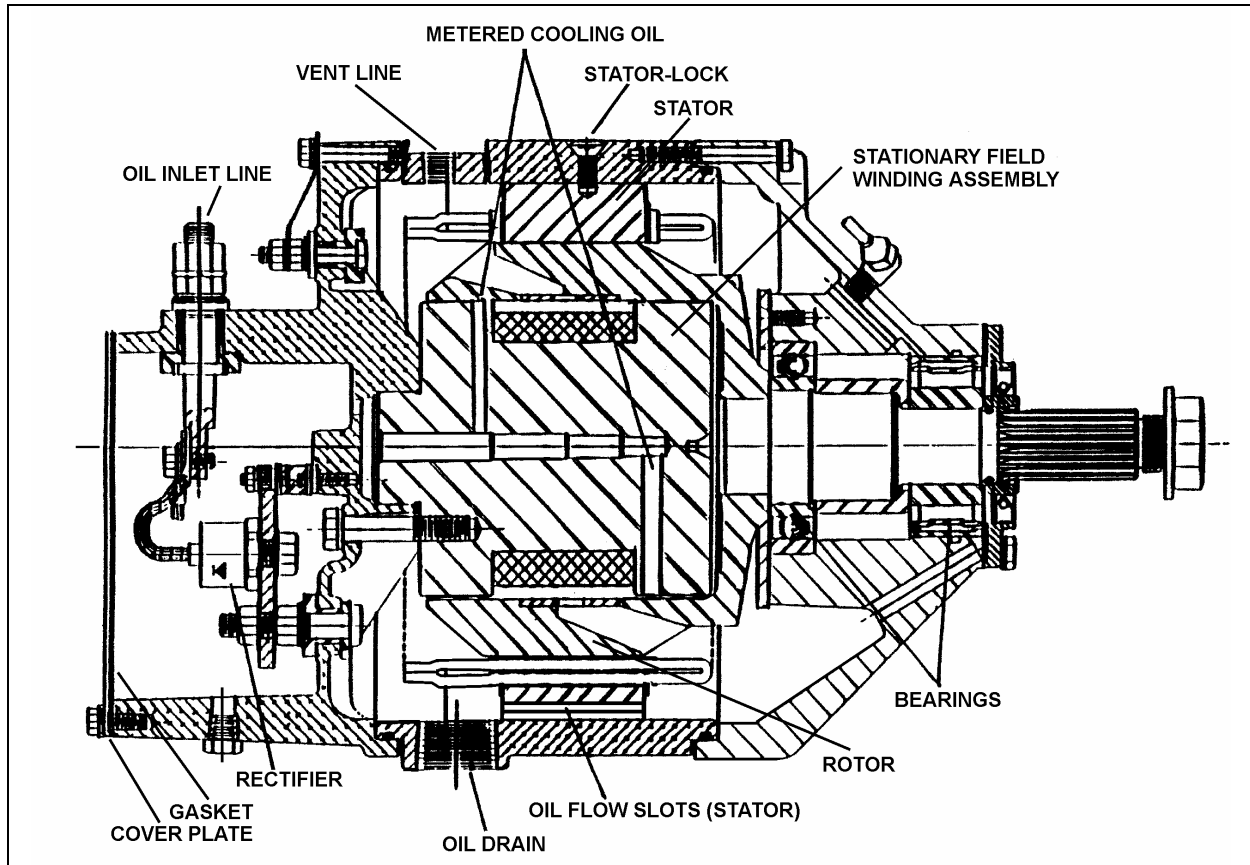 METERED COOLING OIL
VENT LINE
STATOR-LOCK
STATOR
OIL INLET LINE
STATIONARY FIELD
WINDING ASSEMBLY
BEARINGS
ROTOR
RECTIFIER
GASKET
COVER PLATE
OIL FLOW SLOTS (STATOR)
OIL DRAIN